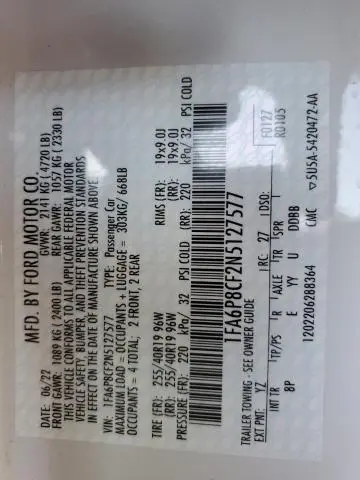 MFD. BY FORD MOTOR CO.
DATE: 06/22 GVWR: 2141 KG ( 4720 LB)
FRONT GAWR: 1089 KG ( 2400 LB) REAR GAWR: 1057 KG ( 2330 LB)
THIS VEHICLE CONFORMS TO ALL APPLICABLE FEDERAL MOTOR
VEHICLE SAFETY, BUMPER, AND THEFT PREVENTION STANDARDS
IN EFFECT ON THE DATE OF MANUFACTURE SHOWN ABOVE.
VIN: 1FA6P8CF2N5127577 TYPE: Passenger Car
MAXIMUM LOAD = OCCUPANTS + LUGGAGE = 303KG/ 668LB
OCCUPANTS = 4 TOTAL, 2 FRONT, 2 REAR
TIRE (FR): 255/40R19 96W RIMS (FR): 19x9.0J
(RR): 255/40R19 96W (RR): 19x9.0J
PRESSURE (FR): 220 kPa/ 32 PSI COLD (RR): 220 kPa/ 32 PSI COLD
1FA6P8CF2N5127577
F0127
R0105
TRAILER TOWING - SEE OWNER GUIDE
EXT PNT: YZ RC: 27 DSO:
INT TR TP/PS R AXLE TR SPR
8P E YY U DDBB
1202206288364 CMC ▽5U5A-5420472-AA